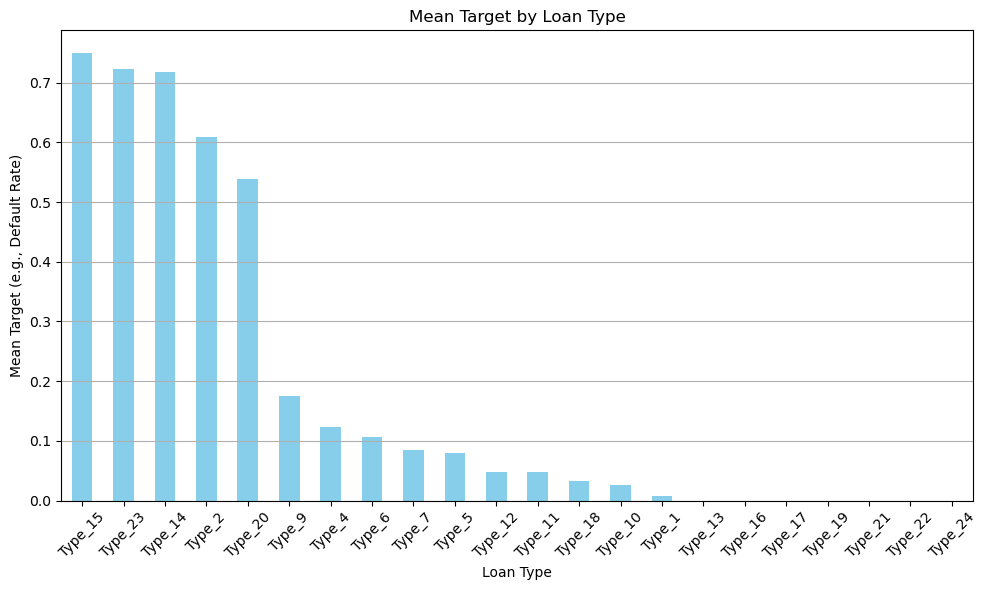 Mean Target by Loan Type
Mean Target (e.g., Default Rate)
0.7
0.6
0.5
0.4
0.3
0.2
0.1
0.0
Type_15 Type_23 Type_14 Type_2 Type_20 Type_9 Type_4 Type_6 Type_7 Type_5 Type_12 Type_11 Type_18 Type_10 Type_1 Type_13 Type_16 Type_17 Type_19 Type_21 Type_22 Type_24
Loan Type